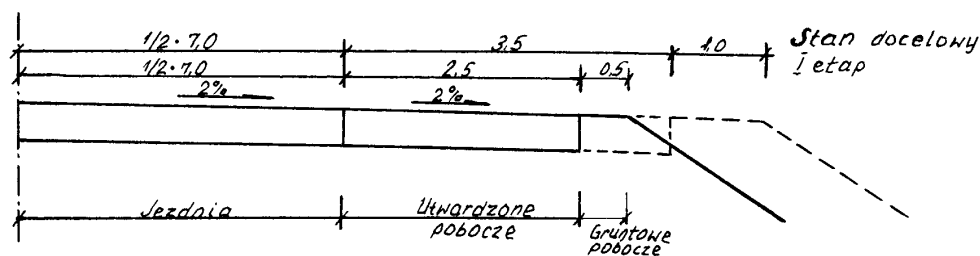 1/2·7,0 3,5 1,0 Stan docelowy
1/2·7,0 2,5 0,5 I etap
2% 2%
Jezdnia Utwardzone pobocze Gruntowe pobocze